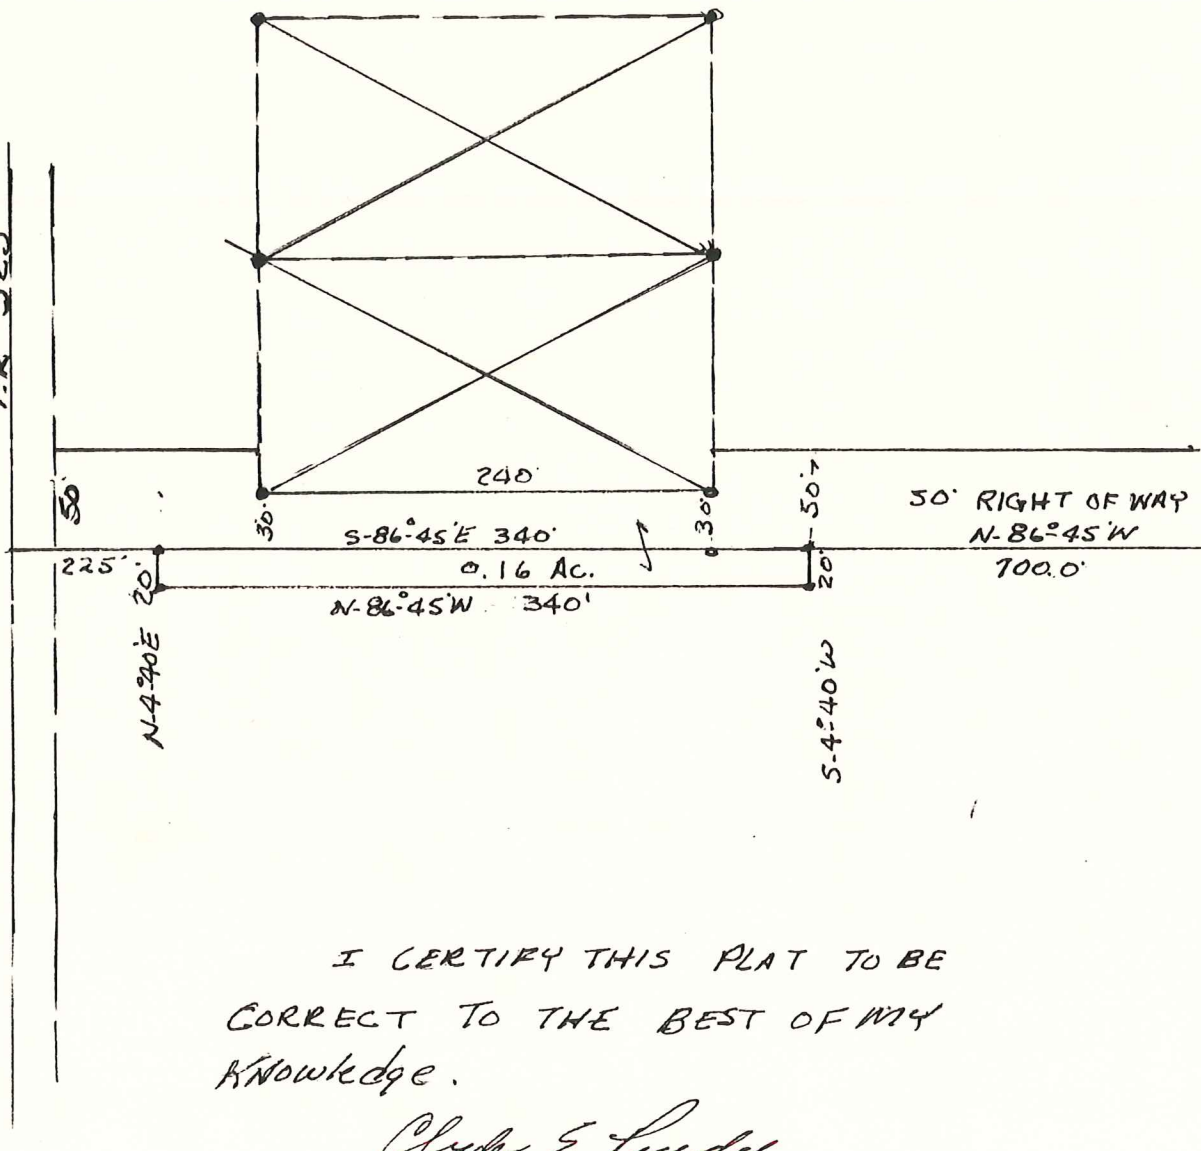 240'
50'
30'
30'
50'
50' RIGHT OF WAY
S-86°45'E 340'
N-86°45'W
225'
20'
0.16 Ac.
20'
700.0'
N-86°45'W 340'
N-4°40'E
S-4°40'W
I CERTIFY THIS PLAT TO BE
CORRECT TO THE BEST OF MY
KNOWledge.